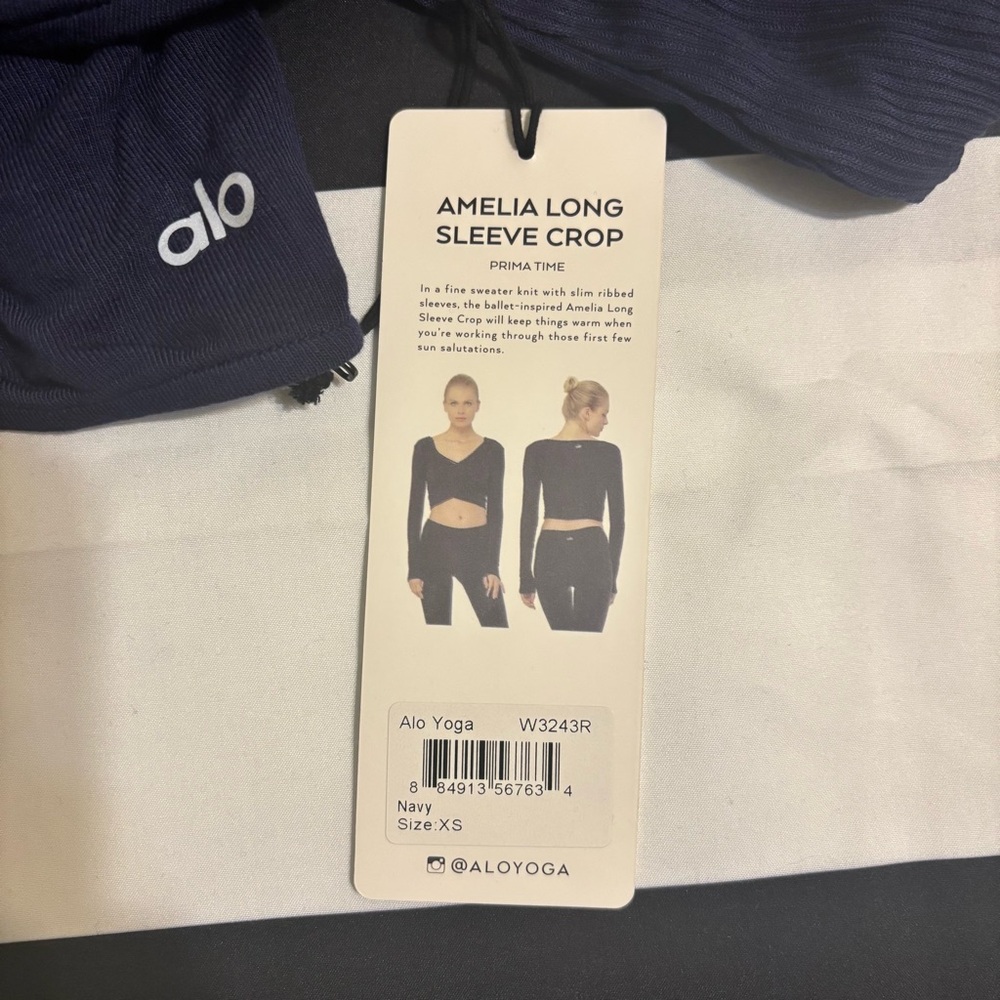 alo
AMELIA LONG
SLEEVE CROP
PRIMA TIME
In a fine sweater knit with slim ribbed
sleeves, the ballet-inspired Amelia Long
Sleeve Crop will keep things warm when
you're working through those first few
sun salutations.
Alo Yoga W3243R
8 84913 56763 4
Navy
Size:XS
@ALOYOGA